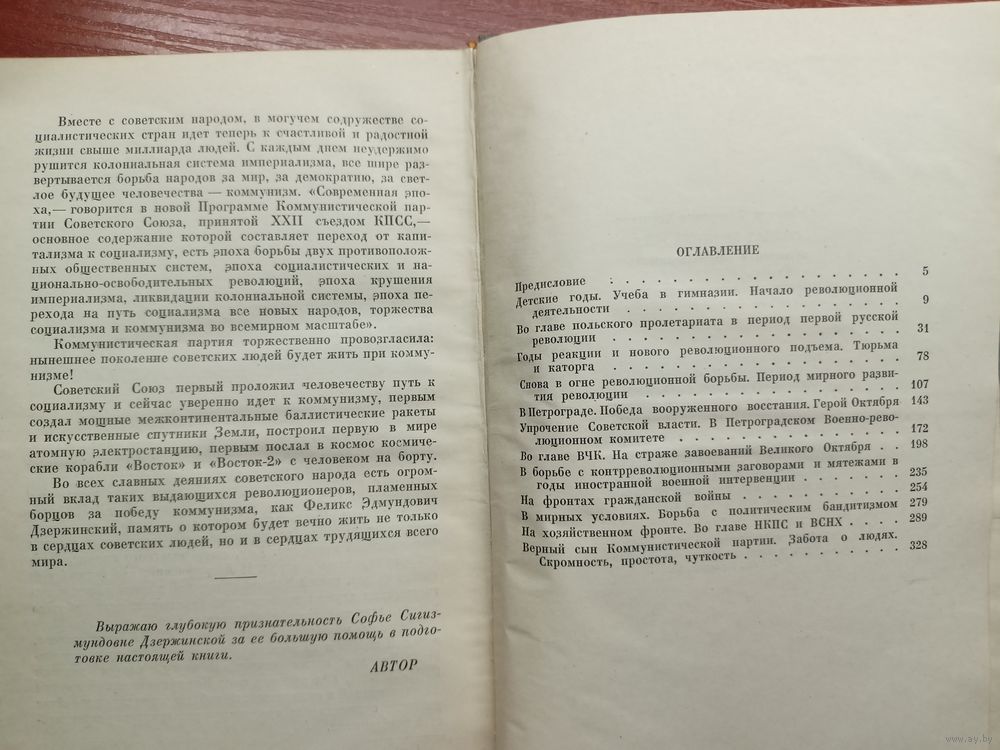 Вместе с советским народом, в могучем содружестве со-
циалистических стран идет теперь к счастливой и радостной
жизни свыше миллиарда людей. С каждым днем неудержимо
рушится колониальная система империализма, все шире раз-
вертывается борьба народов за мир, за демократию, за свет-
лое будущее человечества — коммунизм. «Современная эпо-
ха,— говорится в новой Программе Коммунистической пар-
тии Советского Союза, принятой XXII съездом КПСС,—
основное содержание которой составляет переход от капи-
тализма к социализму, есть эпоха борьбы двух противополож-
ных общественных систем, эпоха социалистических и на-
ционально-освободительных революций, эпоха крушения
империализма, ликвидации колониальной системы, эпоха пе-
рехода на путь социализма все новых народов, торжества
социализма и коммунизма во всемирном масштабе».
Коммунистическая партия торжественно провозгласила:
нынешнее поколение советских людей будет жить при комму-
низме!
Советский Союз первый проложил человечеству путь к
социализму и сейчас уверенно идет к коммунизму, первым
создал мощные межконтинентальные баллистические ракеты
и искусственные спутники Земли, построил первую в мире
атомную электростанцию, первым послал в космос космиче-
ские корабли «Восток» и «Восток-2» с человеком на борту.
Во всех славных деяниях советского народа есть огром-
ный вклад таких выдающихся революционеров, пламенных
борцов за победу коммунизма, как Феликс Эдмундович
Дзержинский, память о котором будет вечно жить не только
в сердцах советских людей, но и в сердцах трудящихся всего
мира.
Выражаю глубокую признательность Софье Сигиз-
мундовне Дзержинской за ее большую помощь в подго-
товке настоящей книги.
АВТОР
ОГЛАВЛЕНИЕ
Предисловие . . . . . . . . . . . . . . . . 5
Детские годы. Учеба в гимназии. Начало революционной
деятельности . . . . . . . . . . . . . . . 9
Во главе польского пролетариата в период первой русской
революции . . . . . . . . . . . . . . . . 31
Годы реакции и нового революционного подъема. Тюрьма
и каторга . . . . . . . . . . . . . . . . 78
Снова в огне революционной борьбы. Период мирного разви-
тия революции . . . . . . . . . . . . . . 107
В Петрограде. Победа вооруженного восстания. Герой Октября 143
Упрочение Советской власти. В Петроградском Военно-рево-
люционном комитете . . . . . . . . . . . . 172
Во главе ВЧК. На страже завоеваний Великого Октября . . 198
В борьбе с контрреволюционными заговорами и мятежами в
годы иностранной военной интервенции . . . . . . 235
На фронтах гражданской войны . . . . . . . . . 254
В мирных условиях. Борьба с политическим бандитизмом 279
На хозяйственном фронте. Во главе НКПС и ВСНХ . . . . 289
Верный сын Коммунистической партии. Забота о людях.
Скромность, простота, чуткость . . . . . . . . . 328
www.ay.by